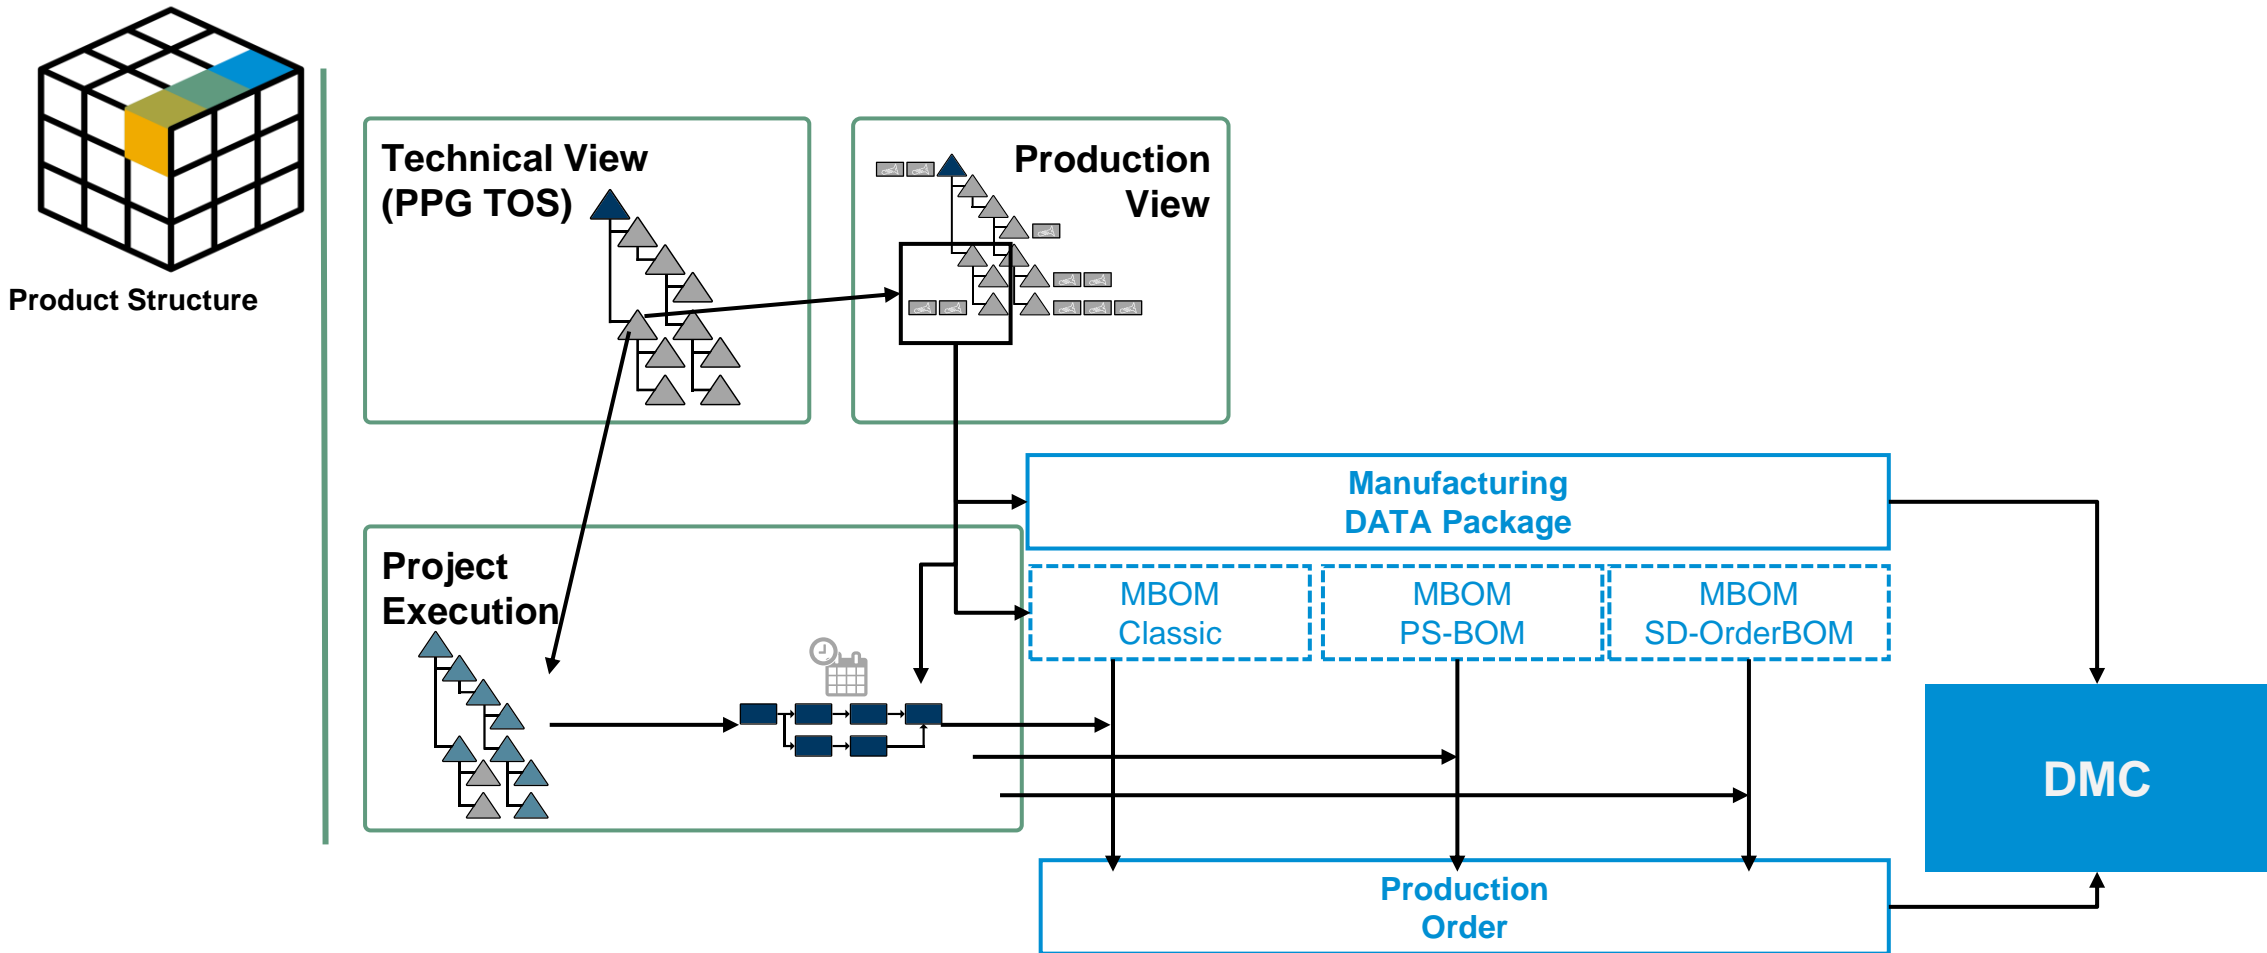 Product Structure
Technical View
(PPG TOS)
Production
View
Project
Execution
Manufacturing
DATA Package
MBOM
Classic
MBOM
PS-BOM
MBOM
SD-OrderBOM
DMC
Production
Order